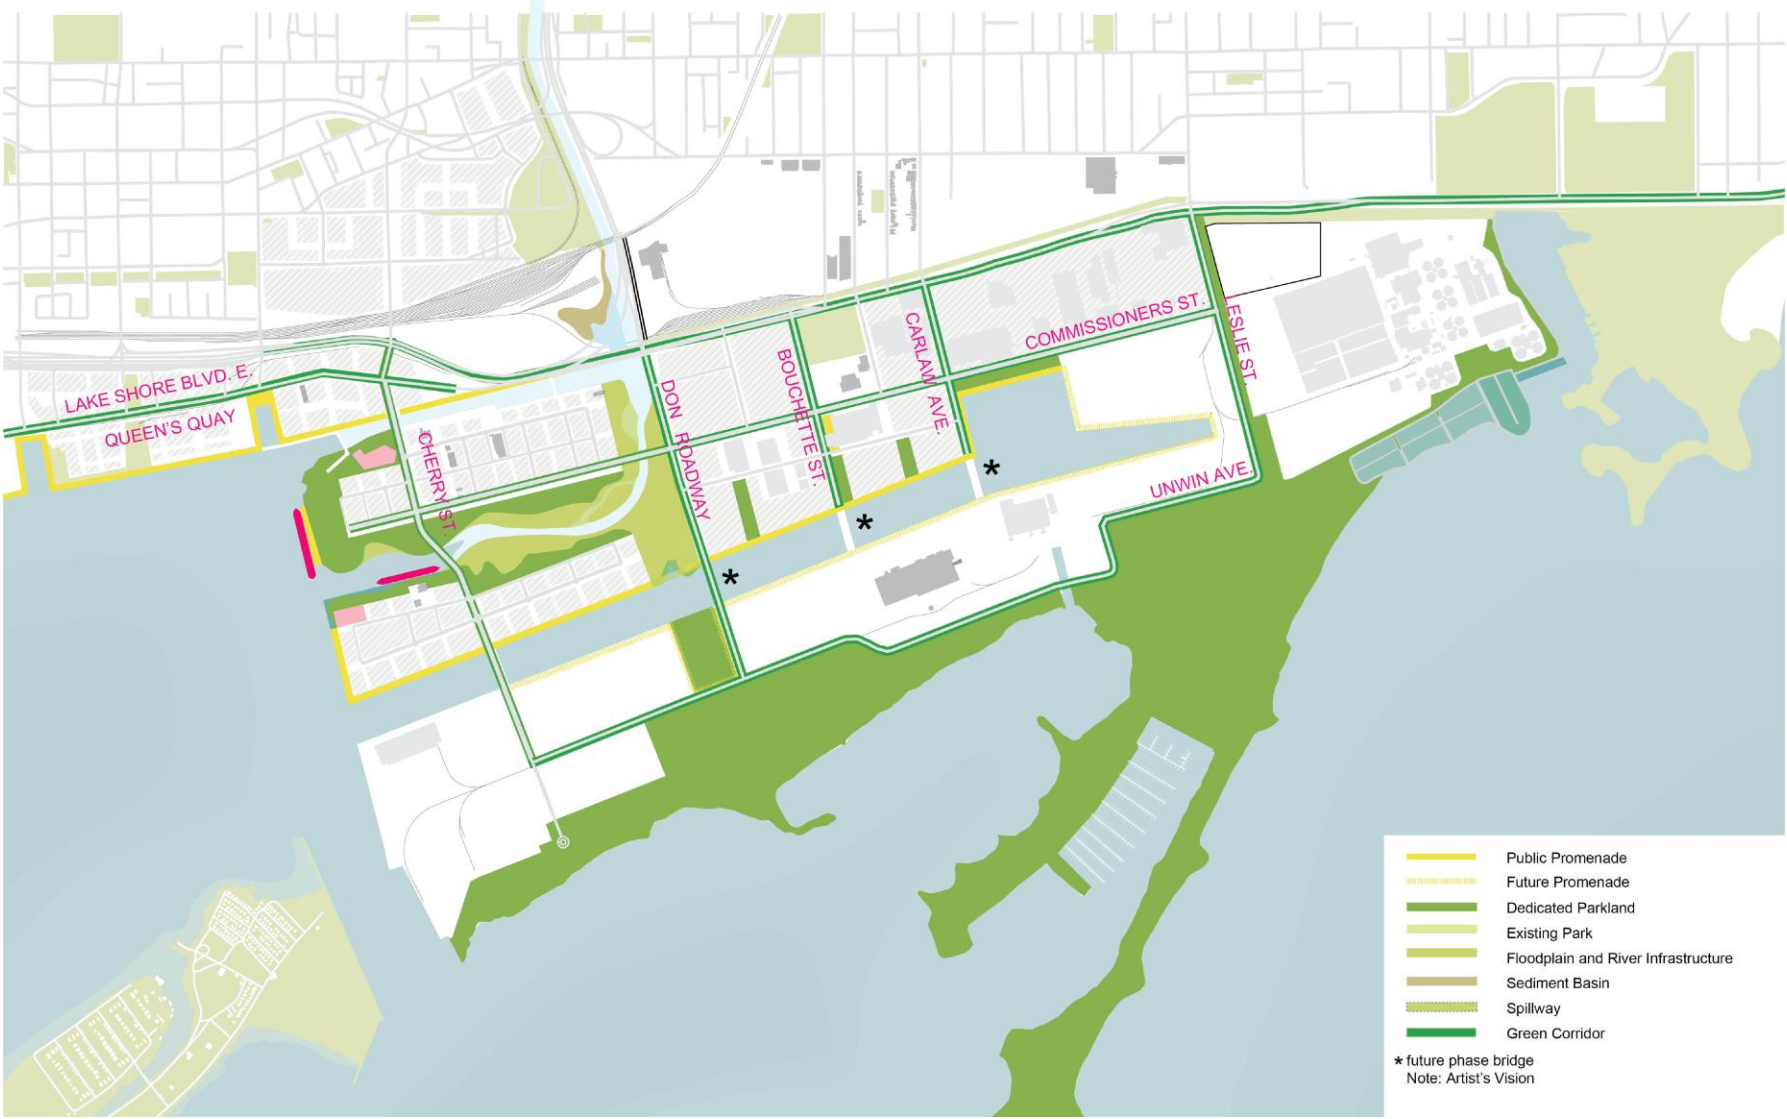 LAKE SHORE BLVD. E.
QUEEN'S QUAY
CHERRY ST.
DON ROADWAY
BOUCHETTE ST.
CARLAW AVE.
COMMISSIONERS ST.
LESLIE ST.
UNWIN AVE.
*
*
*
Public Promenade
Future Promenade
Dedicated Parkland
Existing Park
Floodplain and River Infrastructure
Sediment Basin
Spillway
Green Corridor
* future phase bridge
Note: Artist's Vision